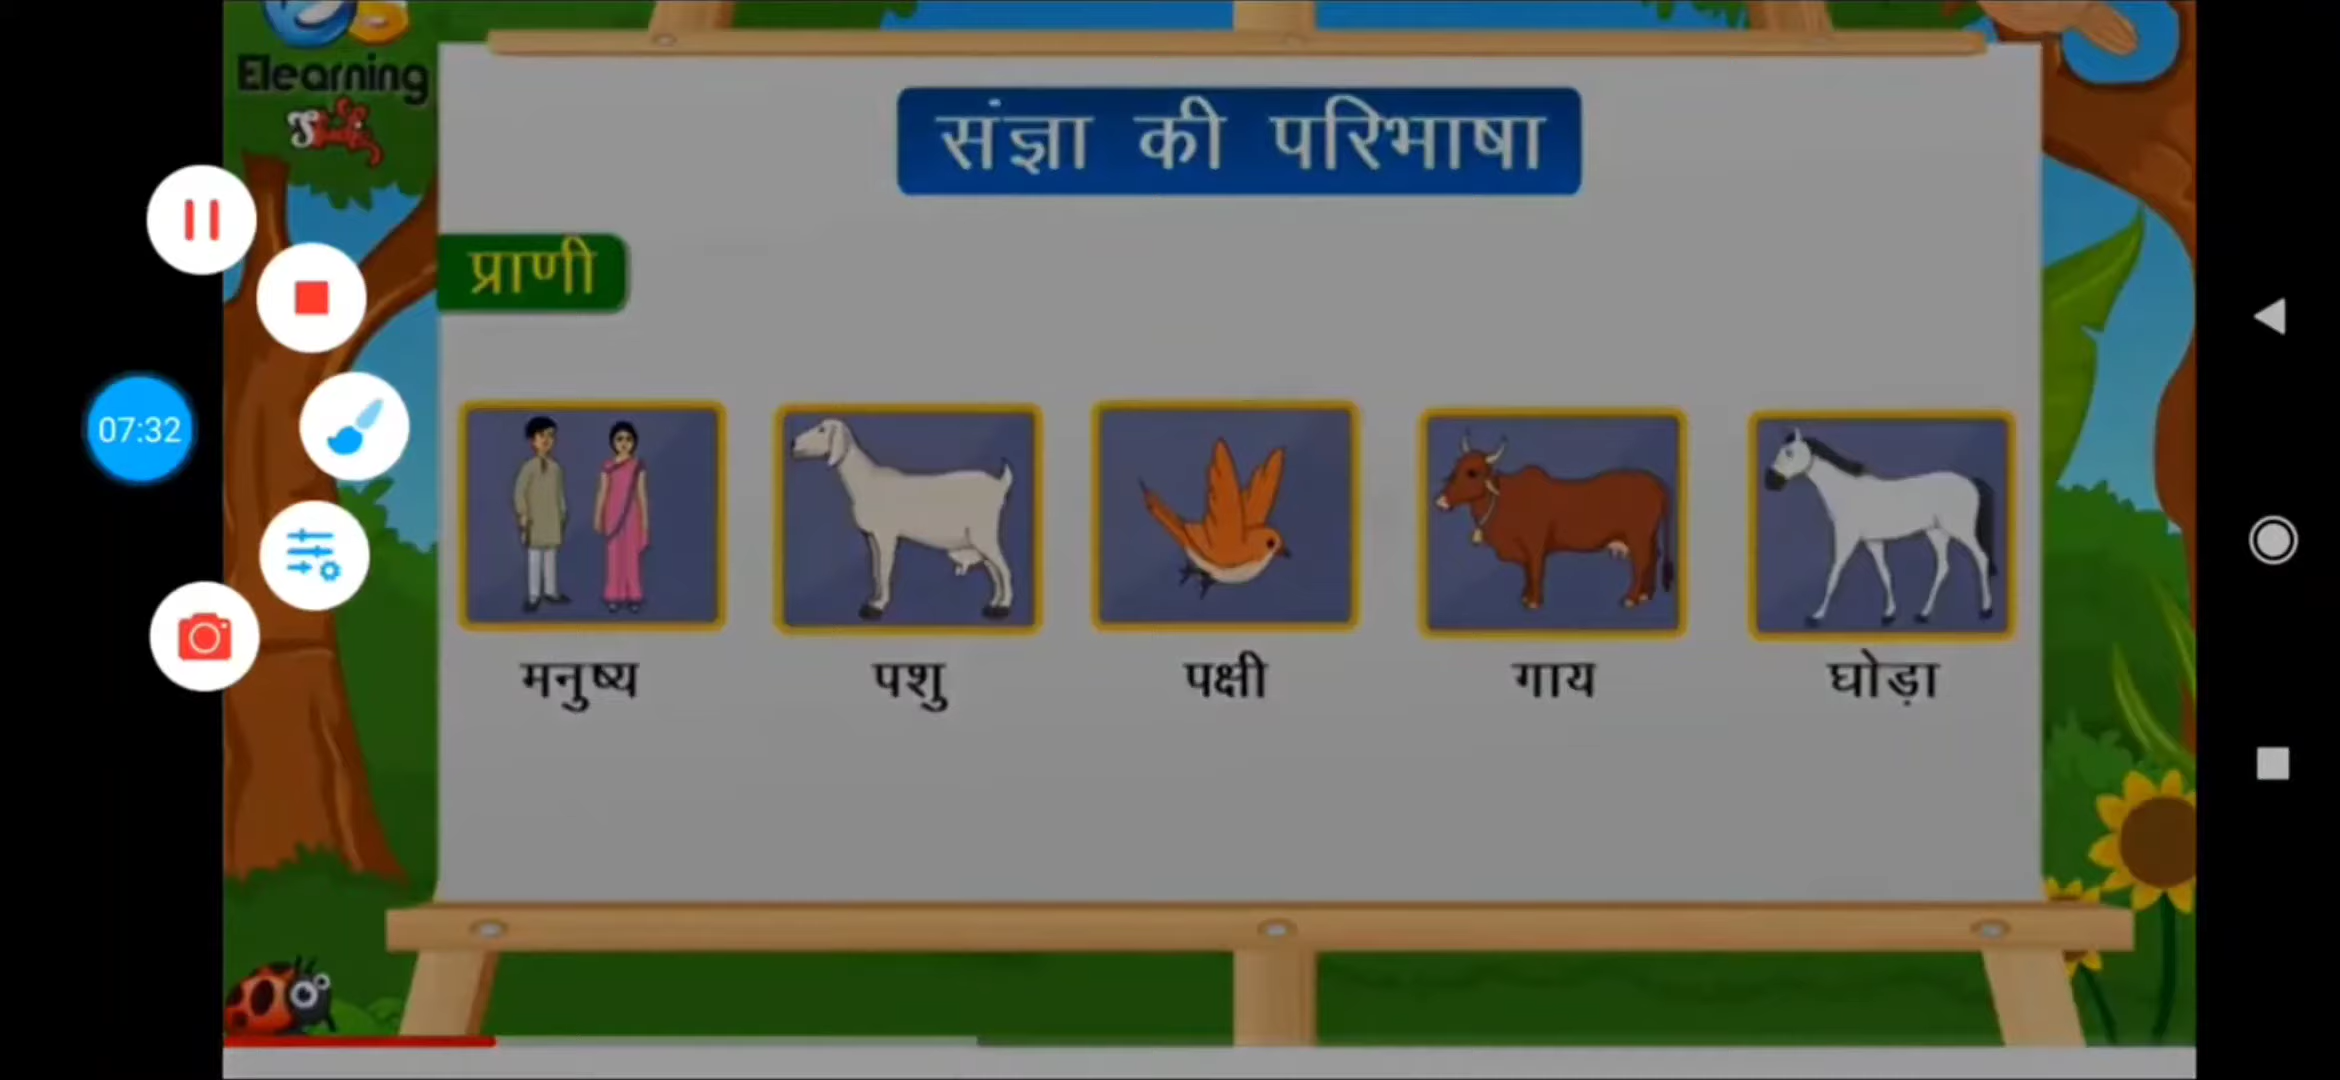 Elearning
संज्ञा की परिभाषा
प्राणी
07:32
मनुष्य
पशु
पक्षी
गाय
घोड़ा